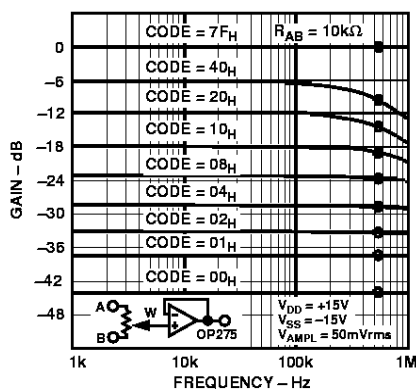 CODE = 7FH
RAB = 10kΩ
CODE = 40H
CODE = 20H
CODE = 10H
CODE = 08H
CODE = 04H
CODE = 02H
CODE = 01H
CODE = 00H
GAIN – dB
0
–6
–12
–18
–24
–30
–36
–42
–48
A
W
B
OP275
VDD = +15V
VSS = –15V
VAMPL = 50mVrms
1k
10k
100k
1M
FREQUENCY – Hz